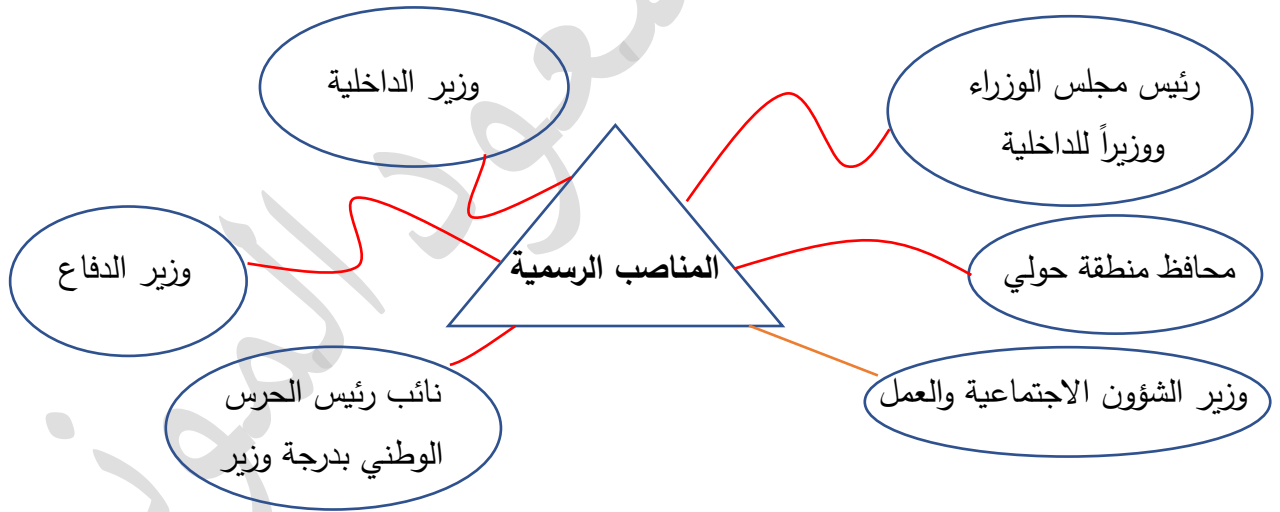 رئيس مجلس الوزراء
ووزيراً للداخلية
وزير الداخلية
محافظ منطقة حولي
المناصب الرسمية
وزير الدفاع
وزير الشؤون الاجتماعية والعمل
نائب رئيس الحرس
الوطني بدرجة وزير